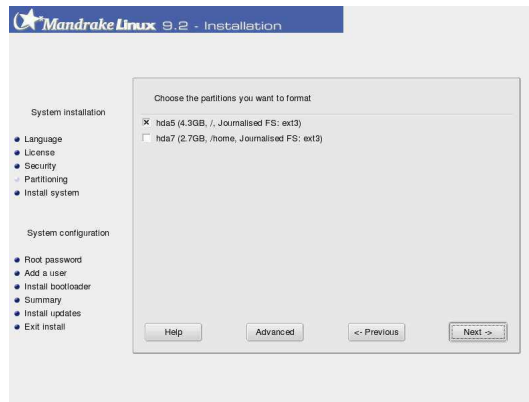 Mandrake Linux 9.2 - Installation
System installation
Language
License
Security
Partitioning
Install system
System configuration
Root password
Add a user
Install bootloader
Summary
Install updates
Exit install
Choose the partitions you want to format
hda5 (4.3GB, /, Journalised FS: ext3)
hda7 (2.7GB, /home, Journalised FS: ext3)
Help
Advanced
<- Previous
Next ->